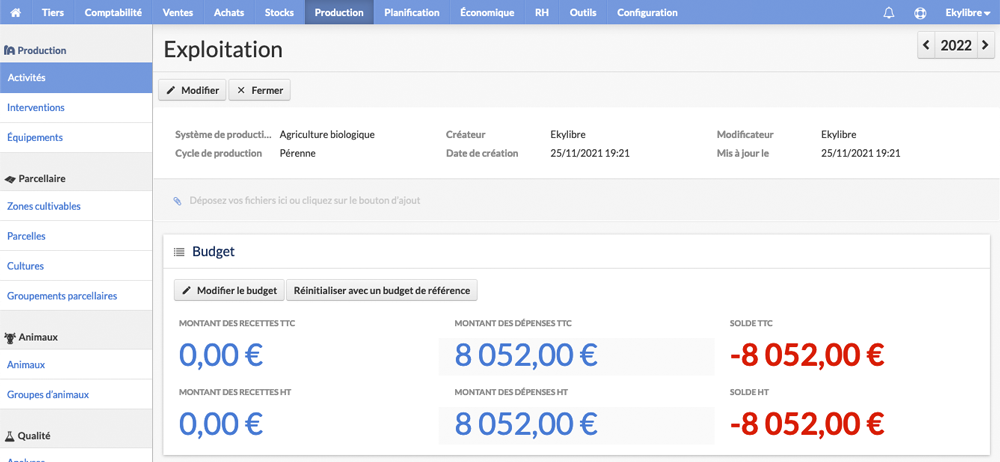 Tiers Comptabilité Ventes Achats Stocks Production Planification Économique RH Outils Configuration Ekylibre
Production
Activités
Interventions
Équipements
Parcellaire
Zones cultivables
Parcelles
Cultures
Groupements parcellaires
Animaux
Animaux
Groupes d'animaux
Qualité
Exploitation
2022
Modifier Fermer
Système de producti... Agriculture biologique Créateur Ekylibre Modificateur Ekylibre
Cycle de production Pérenne Date de création 25/11/2021 19:21 Mis à jour le 25/11/2021 19:21
Déposez vos fichiers ici ou cliquez sur le bouton d'ajout
Budget
Modifier le budget Réinitialiser avec un budget de référence
MONTANT DES RECETTES TTC MONTANT DES DÉPENSES TTC SOLDE TTC
0,00 € 8 052,00 € -8 052,00 €
MONTANT DES RECETTES HT MONTANT DES DÉPENSES HT SOLDE HT
0,00 € 8 052,00 € -8 052,00 €